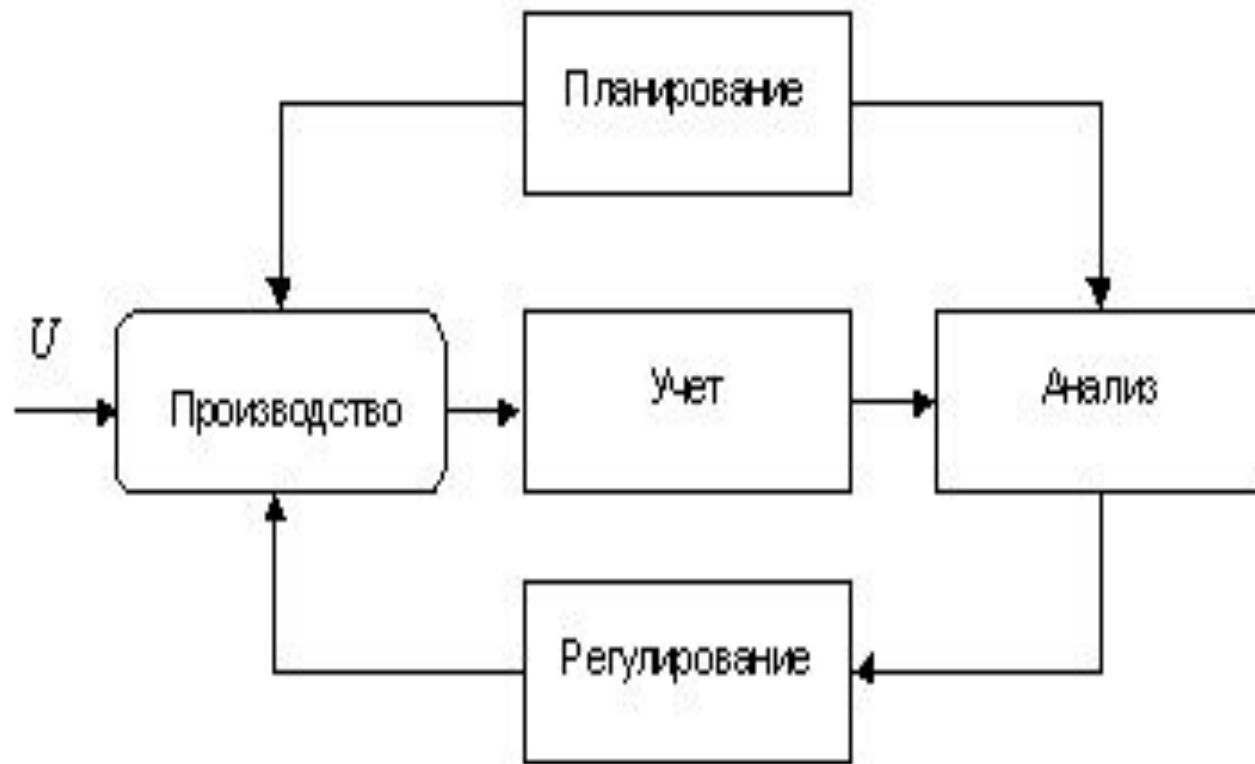 Планирование
U
Производство
Учет
Анализ
Регулирование